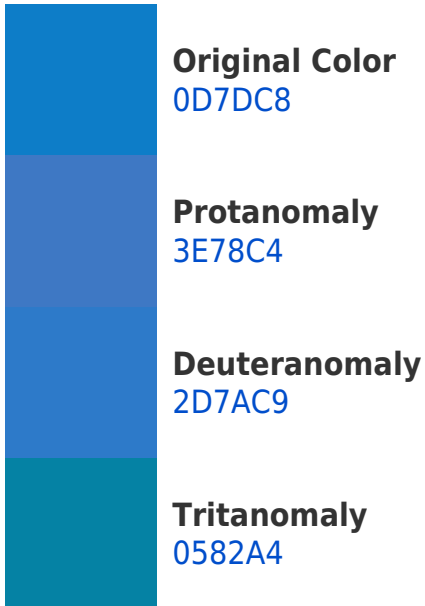 Original Color
0D7DC8
Protanomaly
3E78C4
Deuteranomaly
2D7AC9
Tritanomaly
0582A4